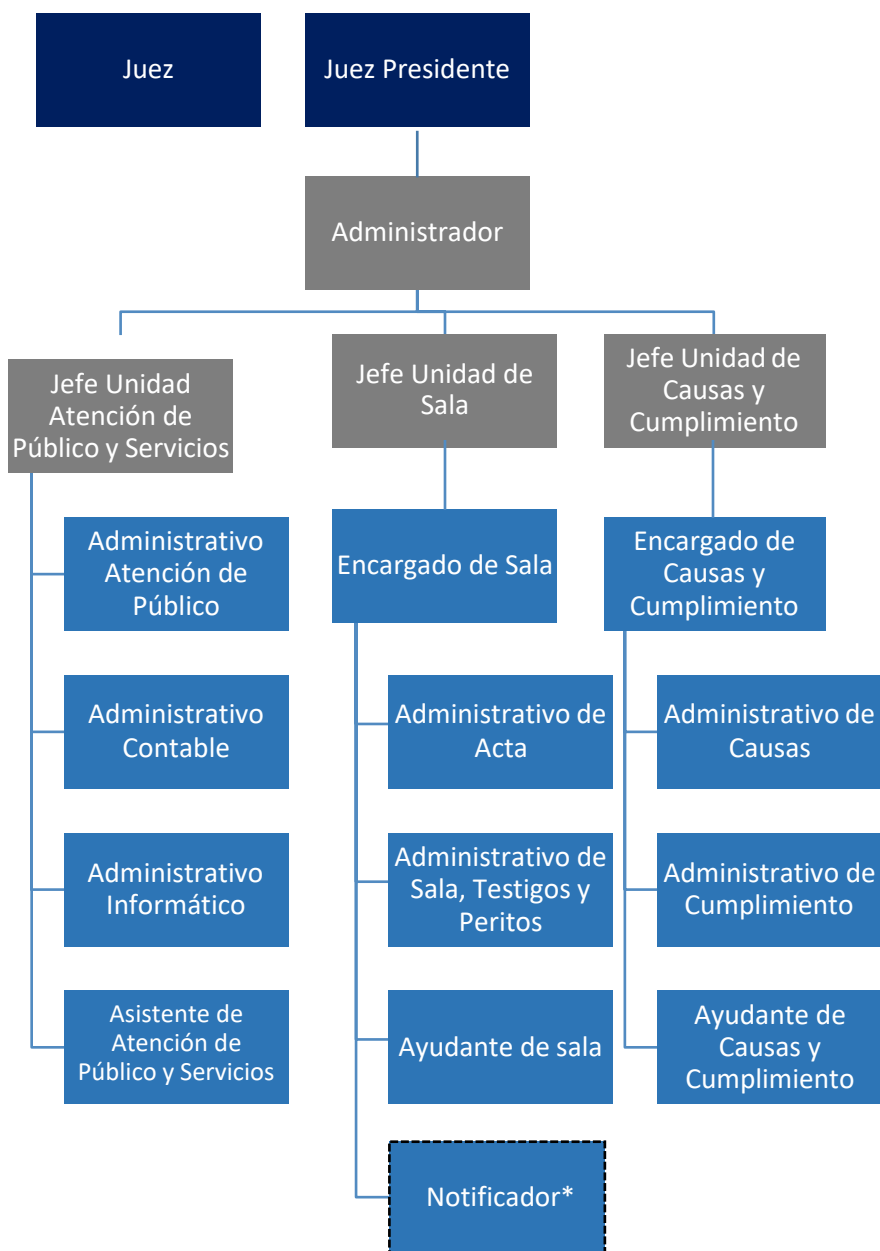 Juez
Juez Presidente
Administrador
Jefe Unidad
Atención de
Público y Servicios
Jefe Unidad de
Sala
Jefe Unidad de
Causas y
Cumplimiento
Administrativo
Atención de
Público
Encargado de Sala
Encargado de
Causas y
Cumplimiento
Administrativo
Contable
Administrativo de
Acta
Administrativo de
Causas
Administrativo
Informático
Administrativo de
Sala, Testigos y
Peritos
Administrativo de
Cumplimiento
Asistente de
Atención de
Público y Servicios
Ayudante de sala
Ayudante de
Causas y
Cumplimiento
Notificador*